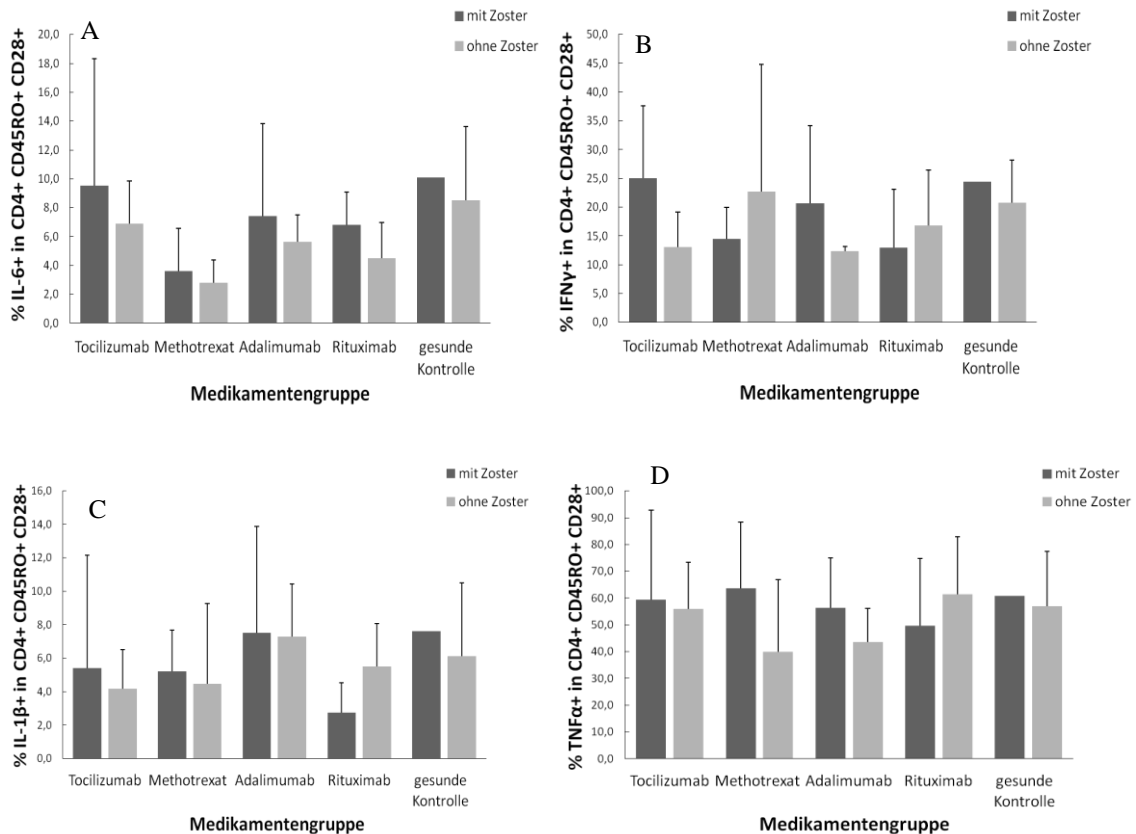 A
mit Zoster
ohne Zoster
% IL-6+ in CD4+ CD45RO+ CD28+
20,0
18,0
16,0
14,0
12,0
10,0
8,0
6,0
4,0
2,0
0,0
Tocilizumab Methotrexat Adalimumab Rituximab gesunde
Kontrolle
Medikamentengruppe
B
mit Zoster
ohne Zoster
% IFNγ+ in CD4+ CD45RO+ CD28+
50,0
45,0
40,0
35,0
30,0
25,0
20,0
15,0
10,0
5,0
0,0
Tocilizumab Methotrexat Adalimumab Rituximab gesunde
Kontrolle
Medikamentengruppe
C
mit Zoster
ohne Zoster
% IL-1β+ in CD4+ CD45RO+ CD28+
16,0
14,0
12,0
10,0
8,0
6,0
4,0
2,0
0,0
Tocilizumab Methotrexat Adalimumab Rituximab gesunde
Kontrolle
Medikamentengruppe
D
mit Zoster
ohne Zoster
% TNFα+ in CD4+ CD45RO+ CD28+
100,0
90,0
80,0
70,0
60,0
50,0
40,0
30,0
20,0
10,0
0,0
Tocilizumab Methotrexat Adalimumab Rituximab gesunde
Kontrolle
Medikamentengruppe